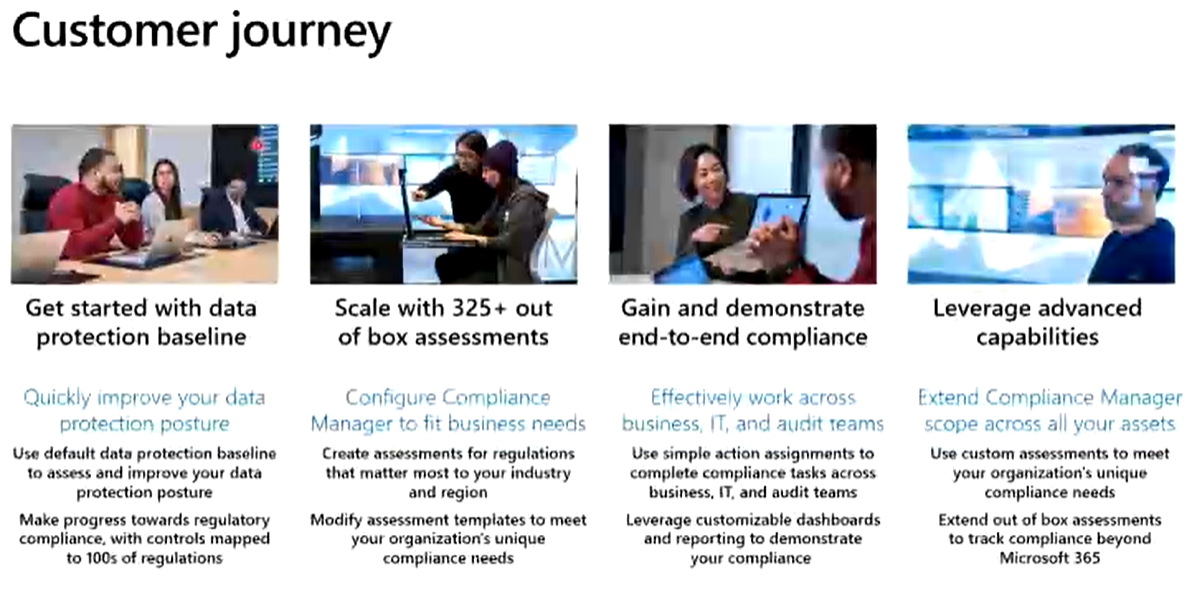 Customer journey
Get started with data
protection baseline
Quickly improve your data
protection posture
Use default data protection baseline
to assess and improve your data
protection posture
Make progress towards regulatory
compliance, with controls mapped
to 100s of regulations
Scale with 325+ out
of box assessments
Configure Compliance
Manager to fit business needs
Create assessments for regulations
that matter most to your industry
and region
Modify assessment templates to meet
your organization's unique
compliance needs
Gain and demonstrate
end-to-end compliance
Effectively work across
business, IT, and audit teams
Use simple action assignments to
complete compliance tasks across
business, IT, and audit teams
Leverage customizable dashboards
and reporting to demonstrate
your compliance
Leverage advanced
capabilities
Extend Compliance Manager
scope across all your assets
Use custom assessments to meet
your organization's unique
compliance needs
Extend out of box assessments
to track compliance beyond
Microsoft 365